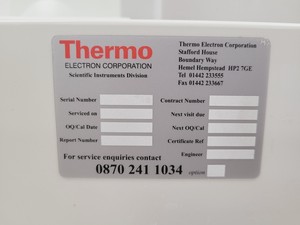 Thermo
ELECTRON CORPORATION
Scientific Instruments Division
Thermo Electron Corporation
Stafford House
Boundary Way
Hemel Hempstead HP2 7GE
Tel 01442 233555
Fax 01442 233667
Serial Number
Contract Number
Serviced on
Next visit due
OQ/Cal Date
Next OQ/Cal
Report Number
Certificate Ref
Engineer
For service enquiries contact
0870 241 1034 option